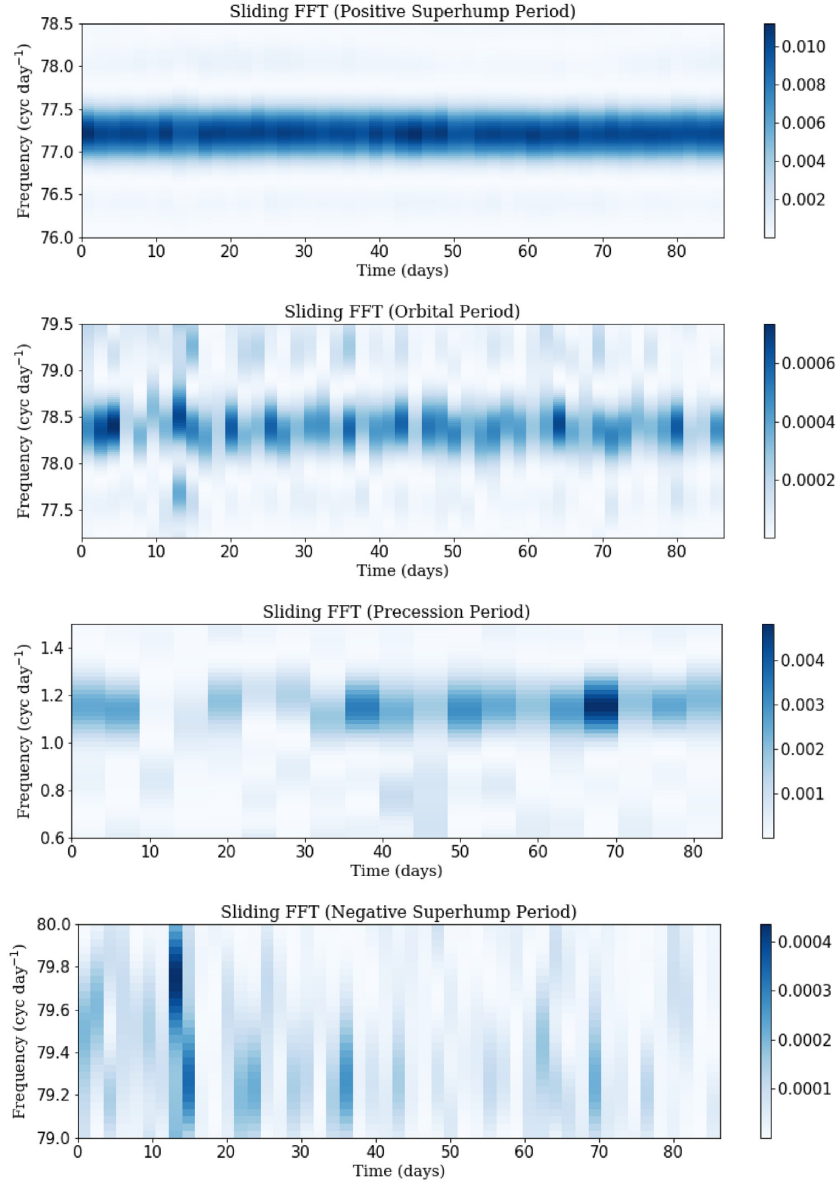 Sliding FFT (Positive Superhump Period)
Frequency (cyc day⁻¹)
78.5
78.0
77.5
77.0
76.5
76.0
0 10 20 30 40 50 60 70 80
Time (days)
0.010
0.008
0.006
0.004
0.002
Sliding FFT (Orbital Period)
Frequency (cyc day⁻¹)
79.5
79.0
78.5
78.0
77.5
0 10 20 30 40 50 60 70 80
Time (days)
0.0006
0.0004
0.0002
Sliding FFT (Precession Period)
Frequency (cyc day⁻¹)
1.4
1.2
1.0
0.8
0.6
0 10 20 30 40 50 60 70 80
Time (days)
0.004
0.003
0.002
0.001
Sliding FFT (Negative Superhump Period)
Frequency (cyc day⁻¹)
80.0
79.8
79.6
79.4
79.2
79.0
0 10 20 30 40 50 60 70 80
Time (days)
0.0004
0.0003
0.0002
0.0001